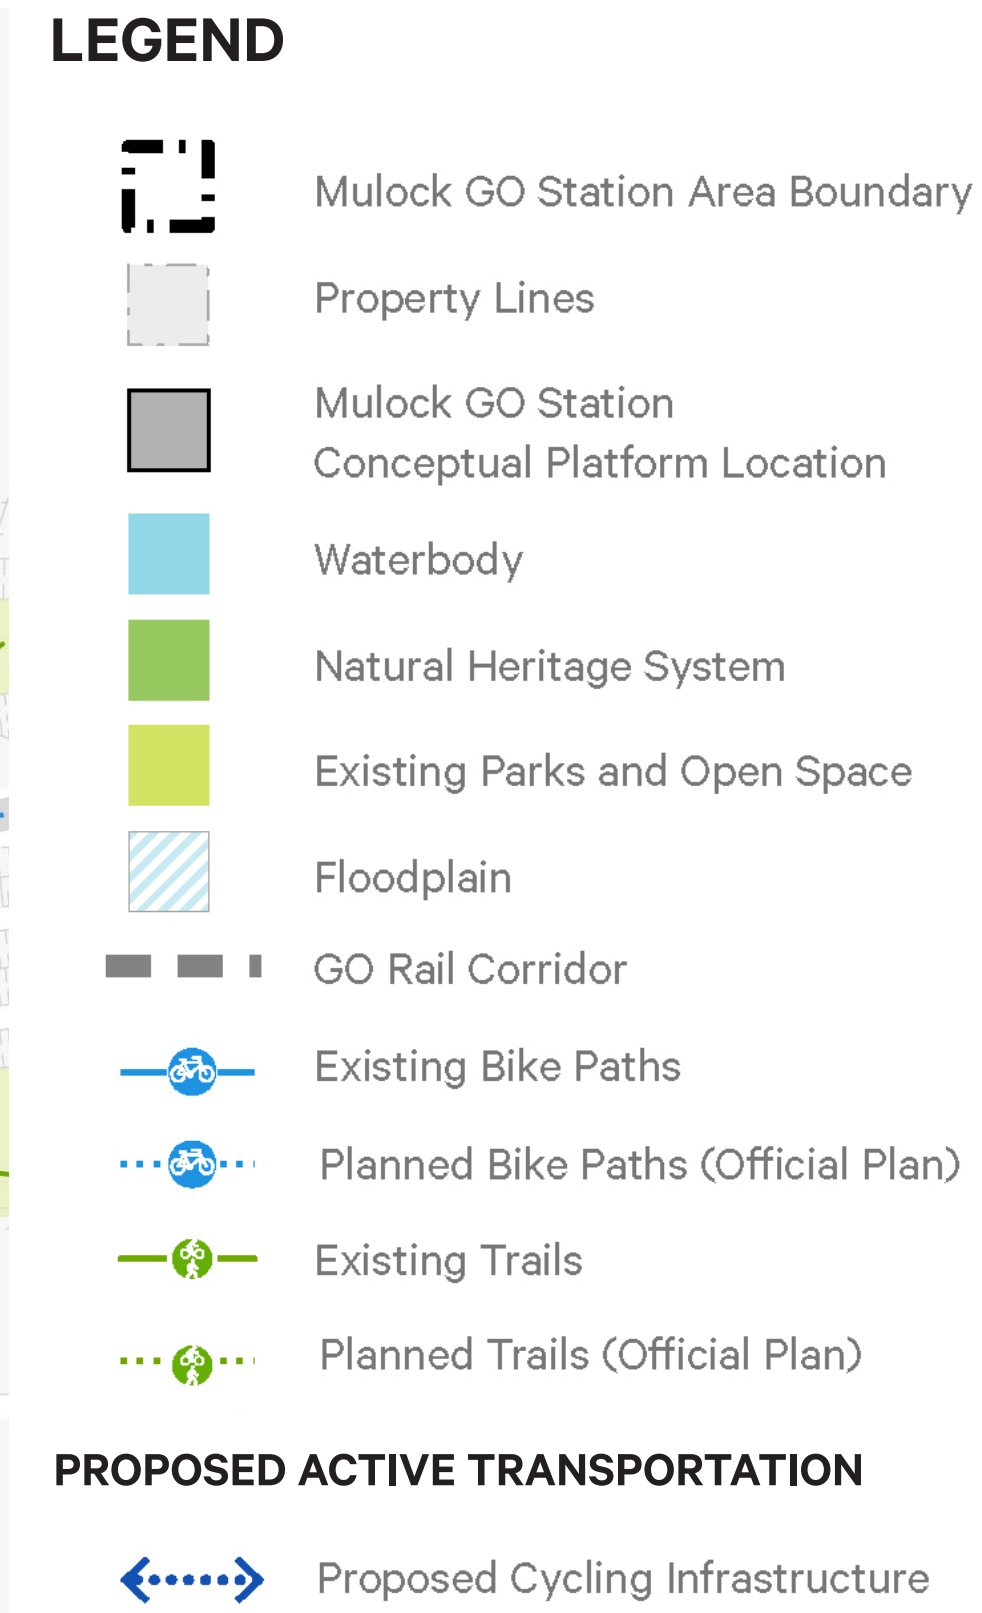 LEGEND
Mulock GO Station Area Boundary
Property Lines
Mulock GO Station
Conceptual Platform Location
Waterbody
Natural Heritage System
Existing Parks and Open Space
Floodplain
GO Rail Corridor
Existing Bike Paths
Planned Bike Paths (Official Plan)
Existing Trails
Planned Trails (Official Plan)
PROPOSED ACTIVE TRANSPORTATION
Proposed Cycling Infrastructure